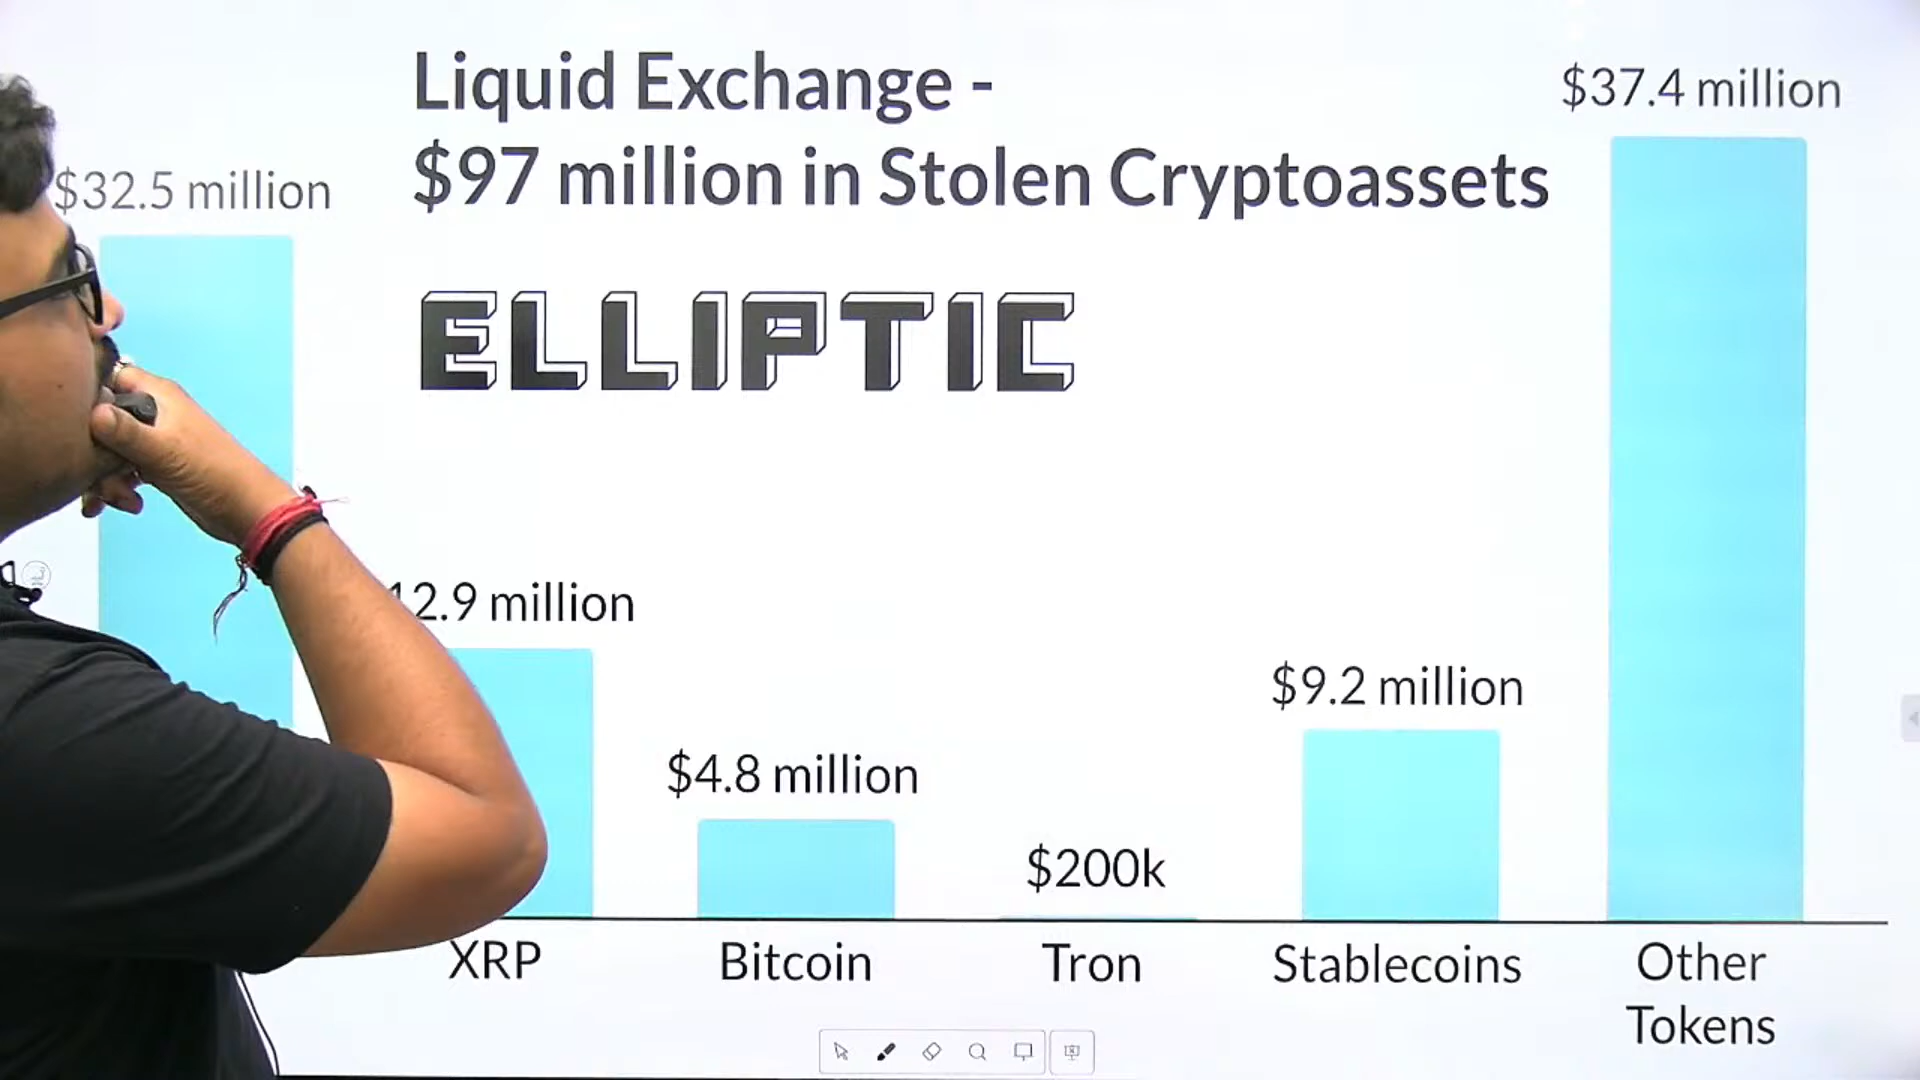 Liquid Exchange -
$97 million in Stolen Cryptoassets
ELLIPTIC
$32.5 million
12.9 million
$4.8 million
$200k
$9.2 million
$37.4 million
XRP
Bitcoin
Tron
Stablecoins
Other
Tokens